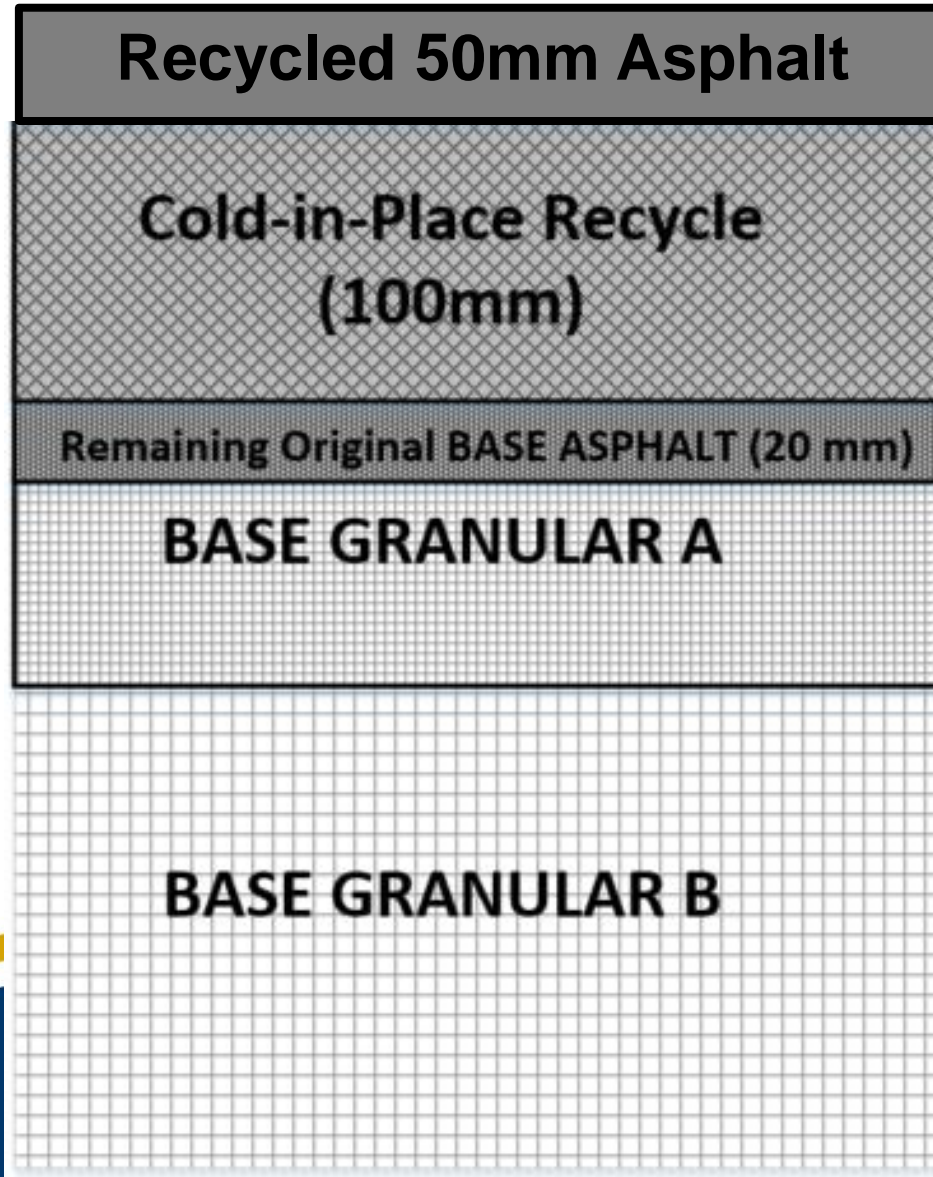 Recycled 50mm Asphalt
Cold-in-Place Recycle
(100mm)
Remaining Original BASE ASPHALT (20 mm)
BASE GRANULAR A
BASE GRANULAR B